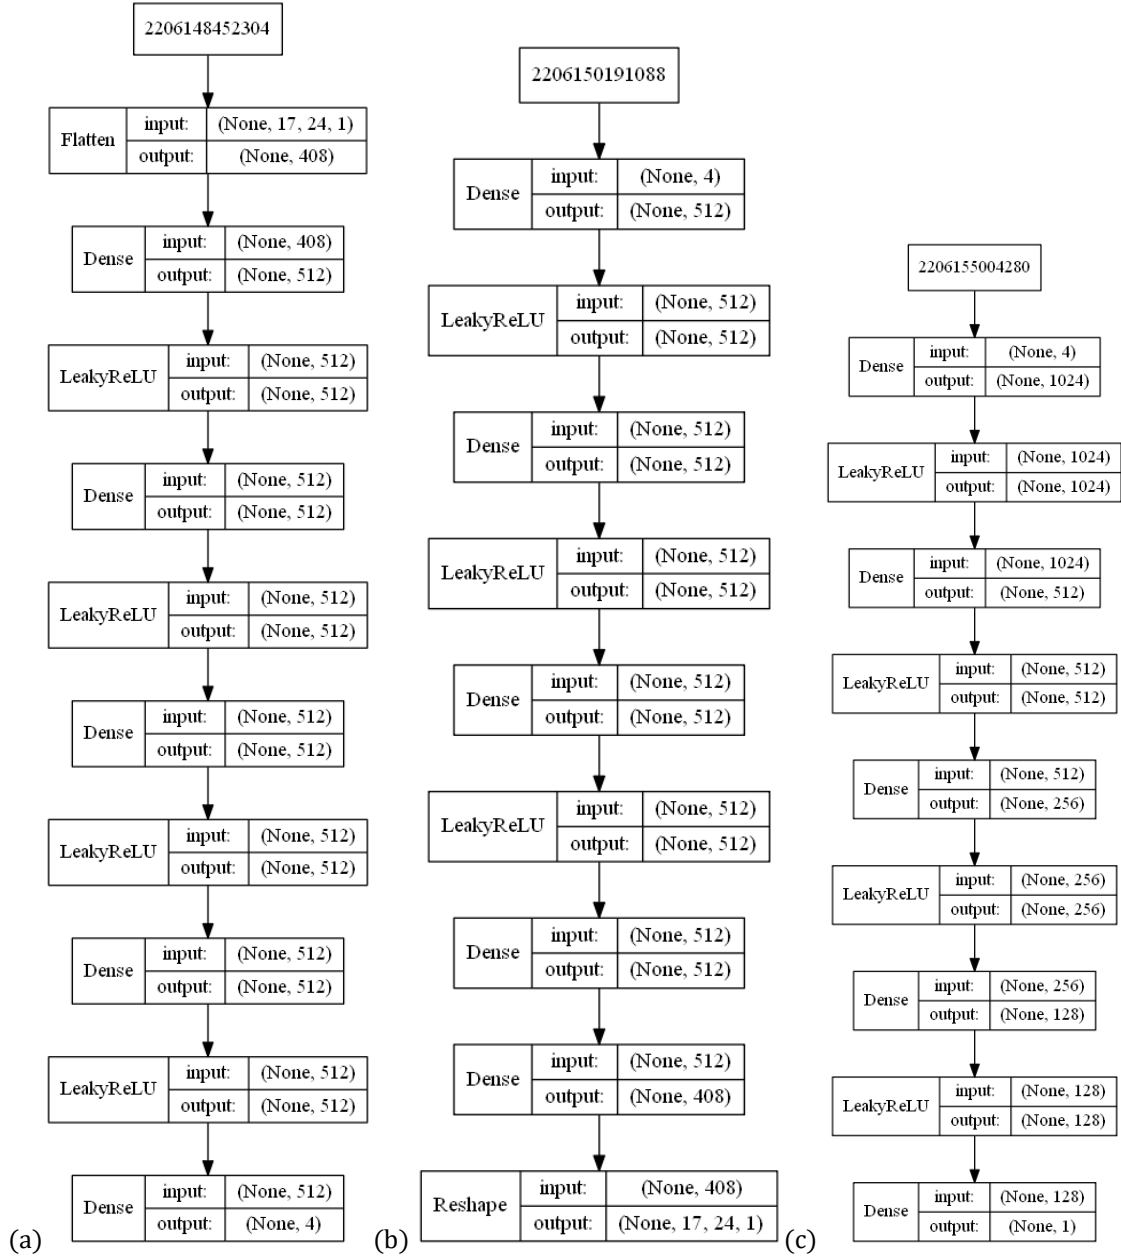 2206148452304
Flatten input: (None, 17, 24, 1)
output: (None, 408)
Dense input: (None, 408)
output: (None, 512)
LeakyReLU input: (None, 512)
output: (None, 512)
Dense input: (None, 512)
output: (None, 512)
LeakyReLU input: (None, 512)
output: (None, 512)
Dense input: (None, 512)
output: (None, 512)
LeakyReLU input: (None, 512)
output: (None, 512)
Dense input: (None, 512)
output: (None, 512)
LeakyReLU input: (None, 512)
output: (None, 512)
Dense input: (None, 512)
output: (None, 4)
(a)
2206150191088
Dense input: (None, 4)
output: (None, 512)
LeakyReLU input: (None, 512)
output: (None, 512)
Dense input: (None, 512)
output: (None, 512)
LeakyReLU input: (None, 512)
output: (None, 512)
Dense input: (None, 512)
output: (None, 512)
LeakyReLU input: (None, 512)
output: (None, 512)
Dense input: (None, 512)
output: (None, 512)
Dense input: (None, 512)
output: (None, 408)
Reshape input: (None, 408)
output: (None, 17, 24, 1)
(b)
2206155004280
Dense input: (None, 4)
output: (None, 1024)
LeakyReLU input: (None, 1024)
output: (None, 1024)
Dense input: (None, 1024)
output: (None, 512)
LeakyReLU input: (None, 512)
output: (None, 512)
Dense input: (None, 512)
output: (None, 256)
LeakyReLU input: (None, 256)
output: (None, 256)
Dense input: (None, 256)
output: (None, 128)
LeakyReLU input: (None, 128)
output: (None, 128)
Dense input: (None, 128)
output: (None, 1)
(c)